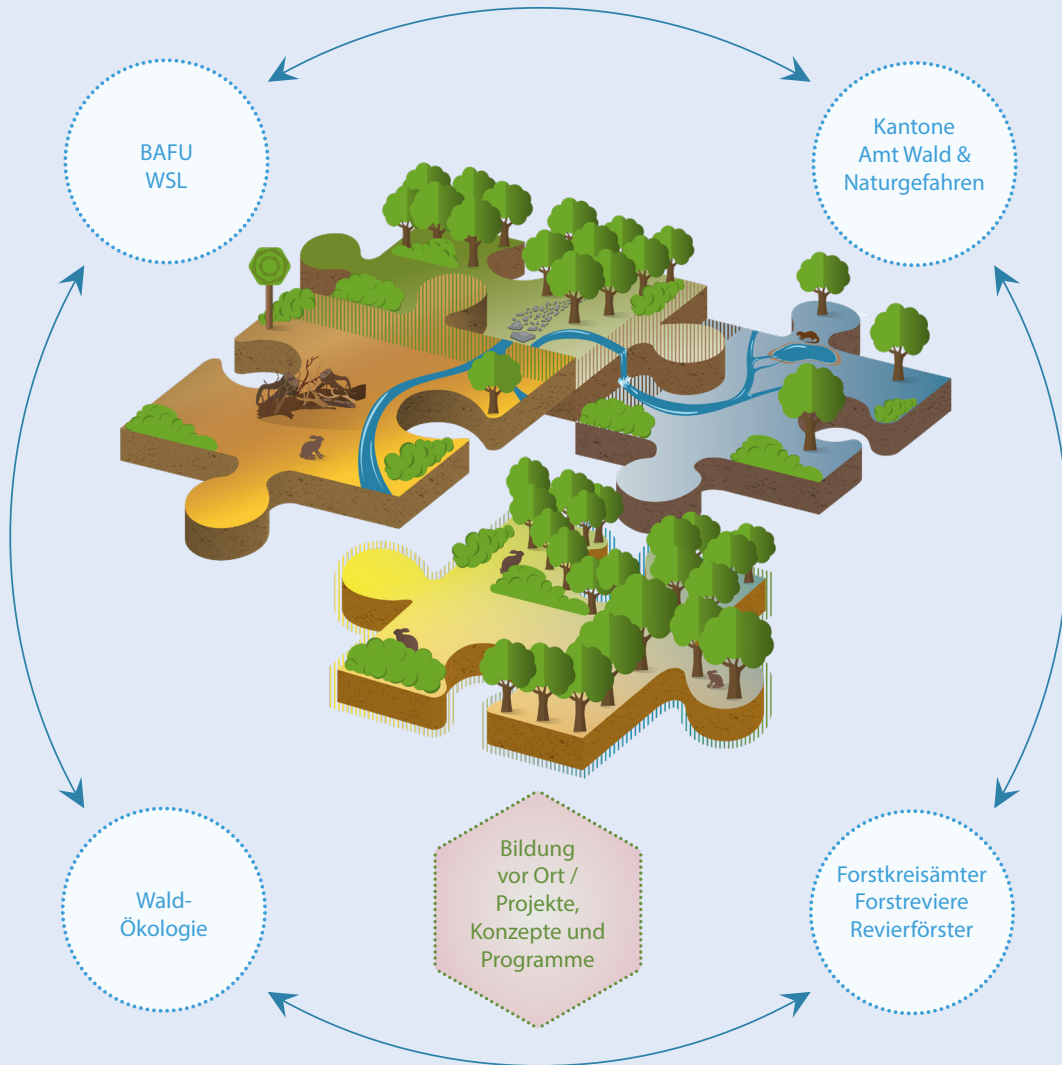 BAFU
WSL
Kantone
Amt Wald &
Naturgefahren
Wald-
Ökologie
Bildung
vor Ort /
Projekte,
Konzepte und
Programme
Forstkreisämter
Forstreviere
Revierförster